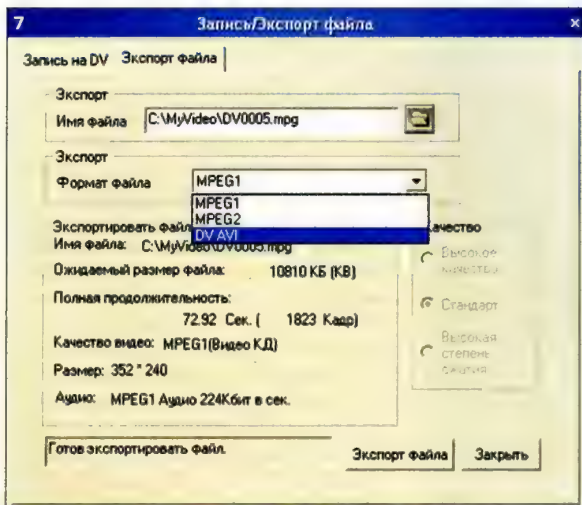 7 Запись/Экспорт файла ×
Запись на DV Экспорт файла
Экспорт
Имя файла C:\MyVideo\DV0005.mpg
Экспорт
Формат файла MPEG1
MPEG1
MPEG2
DV AVI
Экспортировать файл
Качество
Имя файла: C:\MyVideo\DV0005.mpg
Высокое качество
Ожидаемый размер файла: 10810 КБ (KB)
Стандарт
Полная продолжительность:
72.92 Сек. ( 1823 Кадр)
Высокая
степень
сжатия
Качество видео: MPEG1(Видео КД)
Размер: 352 * 240
Аудио: MPEG1 Аудио 224Кбит в сек.
Готов экспортировать файл.
Экспорт файла Закрыть